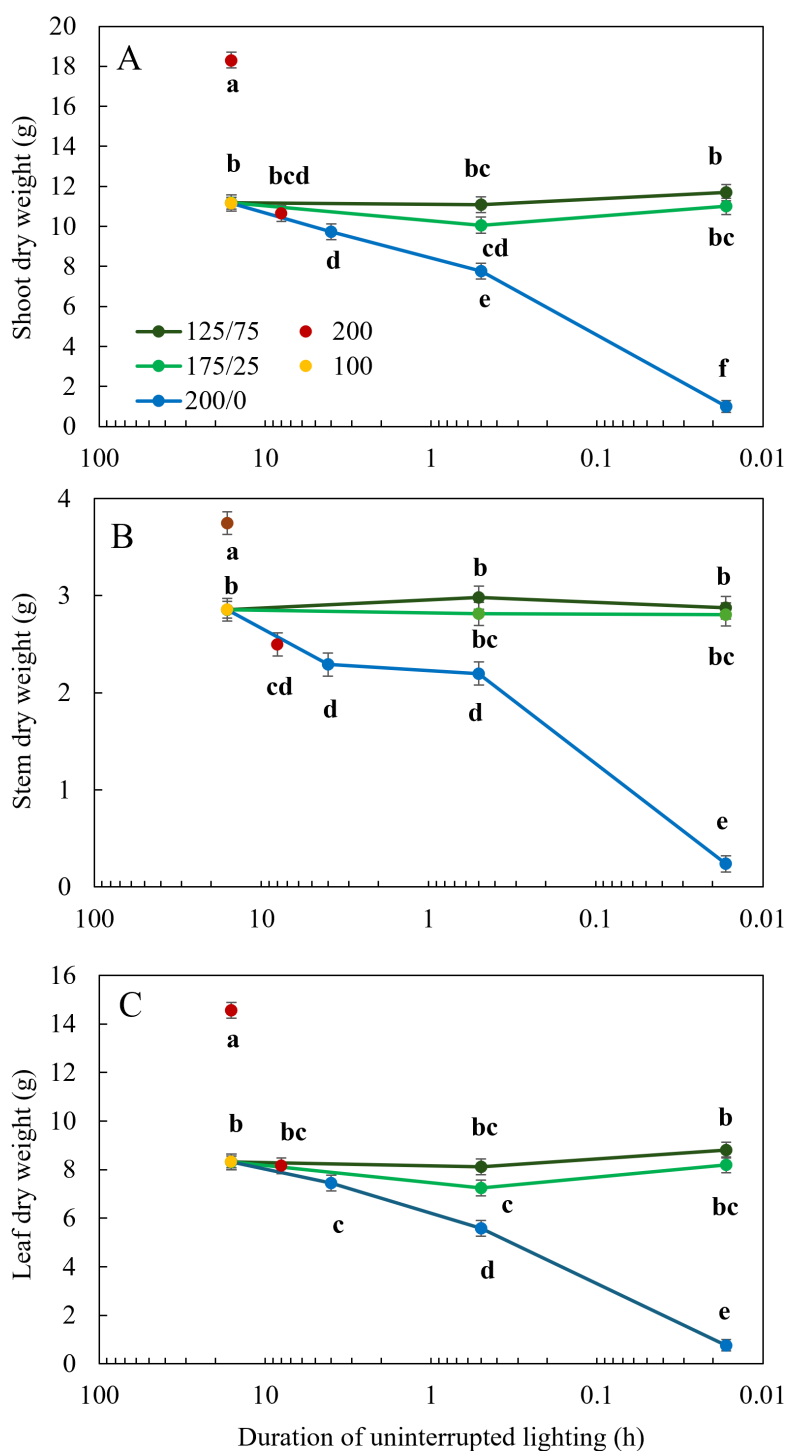 20
18
16
14
12
10
8
6
4
2
0
Shoot dry weight (g)
A
a
b
bcd
bc
b
d
cd
bc
e
f
125/75
200
175/25
100
200/0
100
10
1
0.1
0.01
4
3
2
1
0
Stem dry weight (g)
B
a
b
b
b
cd
bc
bc
d
d
e
100
10
1
0.1
0.01
16
14
12
10
8
6
4
2
0
Leaf dry weight (g)
C
a
b
bc
bc
b
c
c
bc
d
e
100
10
1
0.1
0.01
Duration of uninterrupted lighting (h)